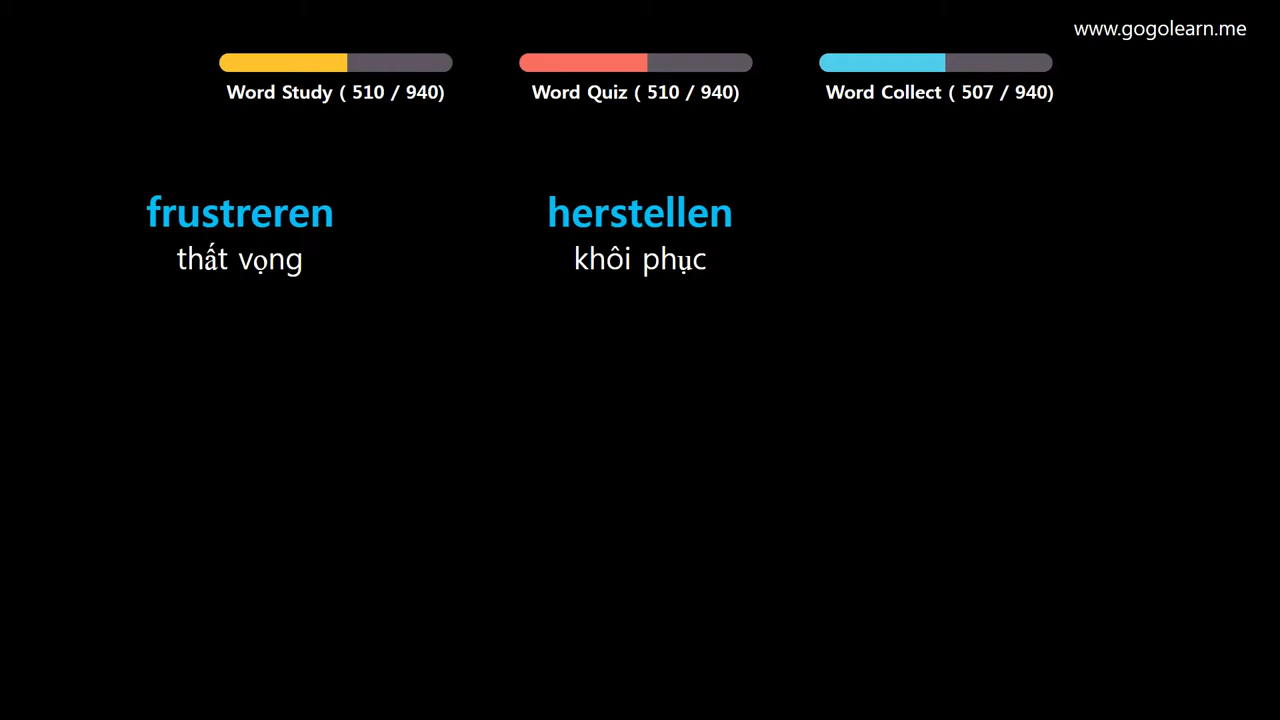 www.gogolearn.me
Word Study ( 510 / 940)
Word Quiz ( 510 / 940)
Word Collect ( 507 / 940)
frustreren
thất vọng
herstellen
khôi phục